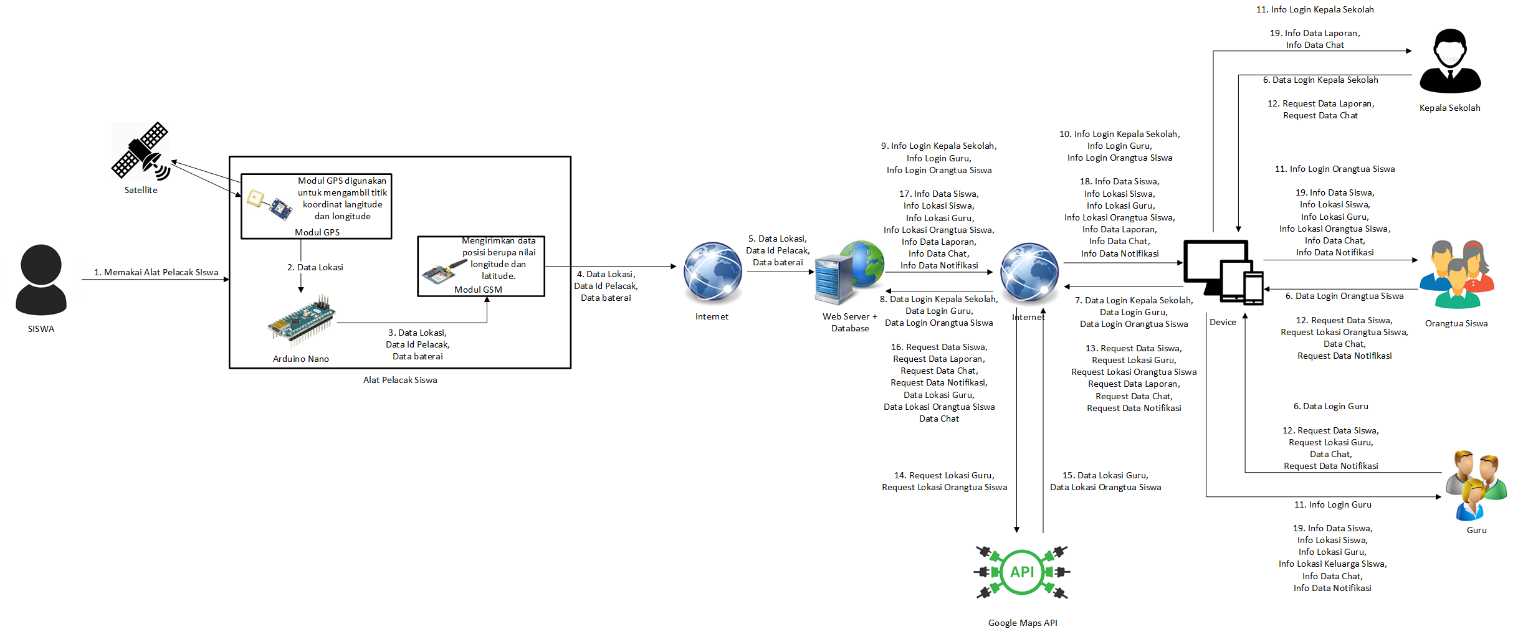 SISWA
1. Memakai Alat Pelacak SIswa
Satellite
Modul GPS digunakan
untuk mengambil titik
koordinat langitude
dan longitude
Modul GPS
2. Data Lokasi
Arduino Nano
3. Data Lokasi,
Data Id Pelacak,
Data baterai
Mengirimkan data
posisi berupa nilai
longitude dan
latitude.
Modul GSM
Alat Pelacak Siswa
4. Data Lokasi,
Data Id Pelacak,
Data baterai
Internet
5. Data Lokasi,
Data Id Pelacak,
Data baterai
Web Server +
Database
9. Info Login Kepala Sekolah,
Info Login Guru,
Info Login Orangtua Siswa
17. Info Data Siswa,
Info Lokasi Siswa,
Info Lokasi Guru,
Info Lokasi Orangtua Siswa,
Info Data Laporan,
Info Data Chat,
Info Data Notifikasi
8. Data Login Kepala Sekolah,
Data Login Guru,
Data Login Orangtua Siswa
16. Request Data Siswa,
Request Data Laporan,
Request Data Chat,
Request Data Notifikasi,
Data Lokasi Guru,
Data Lokasi Orangtua Siswa
Data Chat
Internet
10. Info Login Kepala Sekolah,
Info Login Guru,
Info Login Orangtua Siswa
18. Info Data Siswa,
Info Lokasi Siswa,
Info Lokasi Guru,
Info Lokasi Orangtua Siswa,
Info Data Laporan,
Info Data Chat,
Info Data Notifikasi
7. Data Login Kepala Sekolah,
Data Login Guru,
Data Login Orangtua Siswa
13. Request Data Siswa,
Request Lokasi Guru,
Request Lokasi Orangtua Siswa
Request Data Laporan,
Request Data Chat,
Request Data Notifikasi
14. Request Lokasi Guru,
Request Lokasi Orangtua Siswa
15. Data Lokasi Guru,
Data Lokasi Orangtua Siswa
API
Google Maps API
Device
11. Info Login Kepala Sekolah
19. Info Data Laporan,
Info Data Chat
6. Data Login Kepala Sekolah
12. Request Data Laporan,
Request Data Chat
Kepala Sekolah
11. Info Login Orangtua Siswa
19. Info Data Siswa,
Info Lokasi Siswa,
Info Lokasi Guru,
Info Lokasi Orangtua Siswa,
Info Data Chat,
Info Data Notifikasi
6. Data Login Orangtua Siswa
12. Request Data Siswa,
Request Lokasi Orangtua Siswa,
Data Chat,
Request Data Notifikasi
Orangtua Siswa
6. Data Login Guru
12. Request Data Siswa,
Request Lokasi Guru,
Data Chat,
Request Data Notifikasi
11. Info Login Guru
19. Info Data Siswa,
Info Lokasi Siswa,
Info Lokasi Guru,
Info Lokasi Keluarga Siswa,
Info Data Chat,
Info Data Notifikasi
Guru